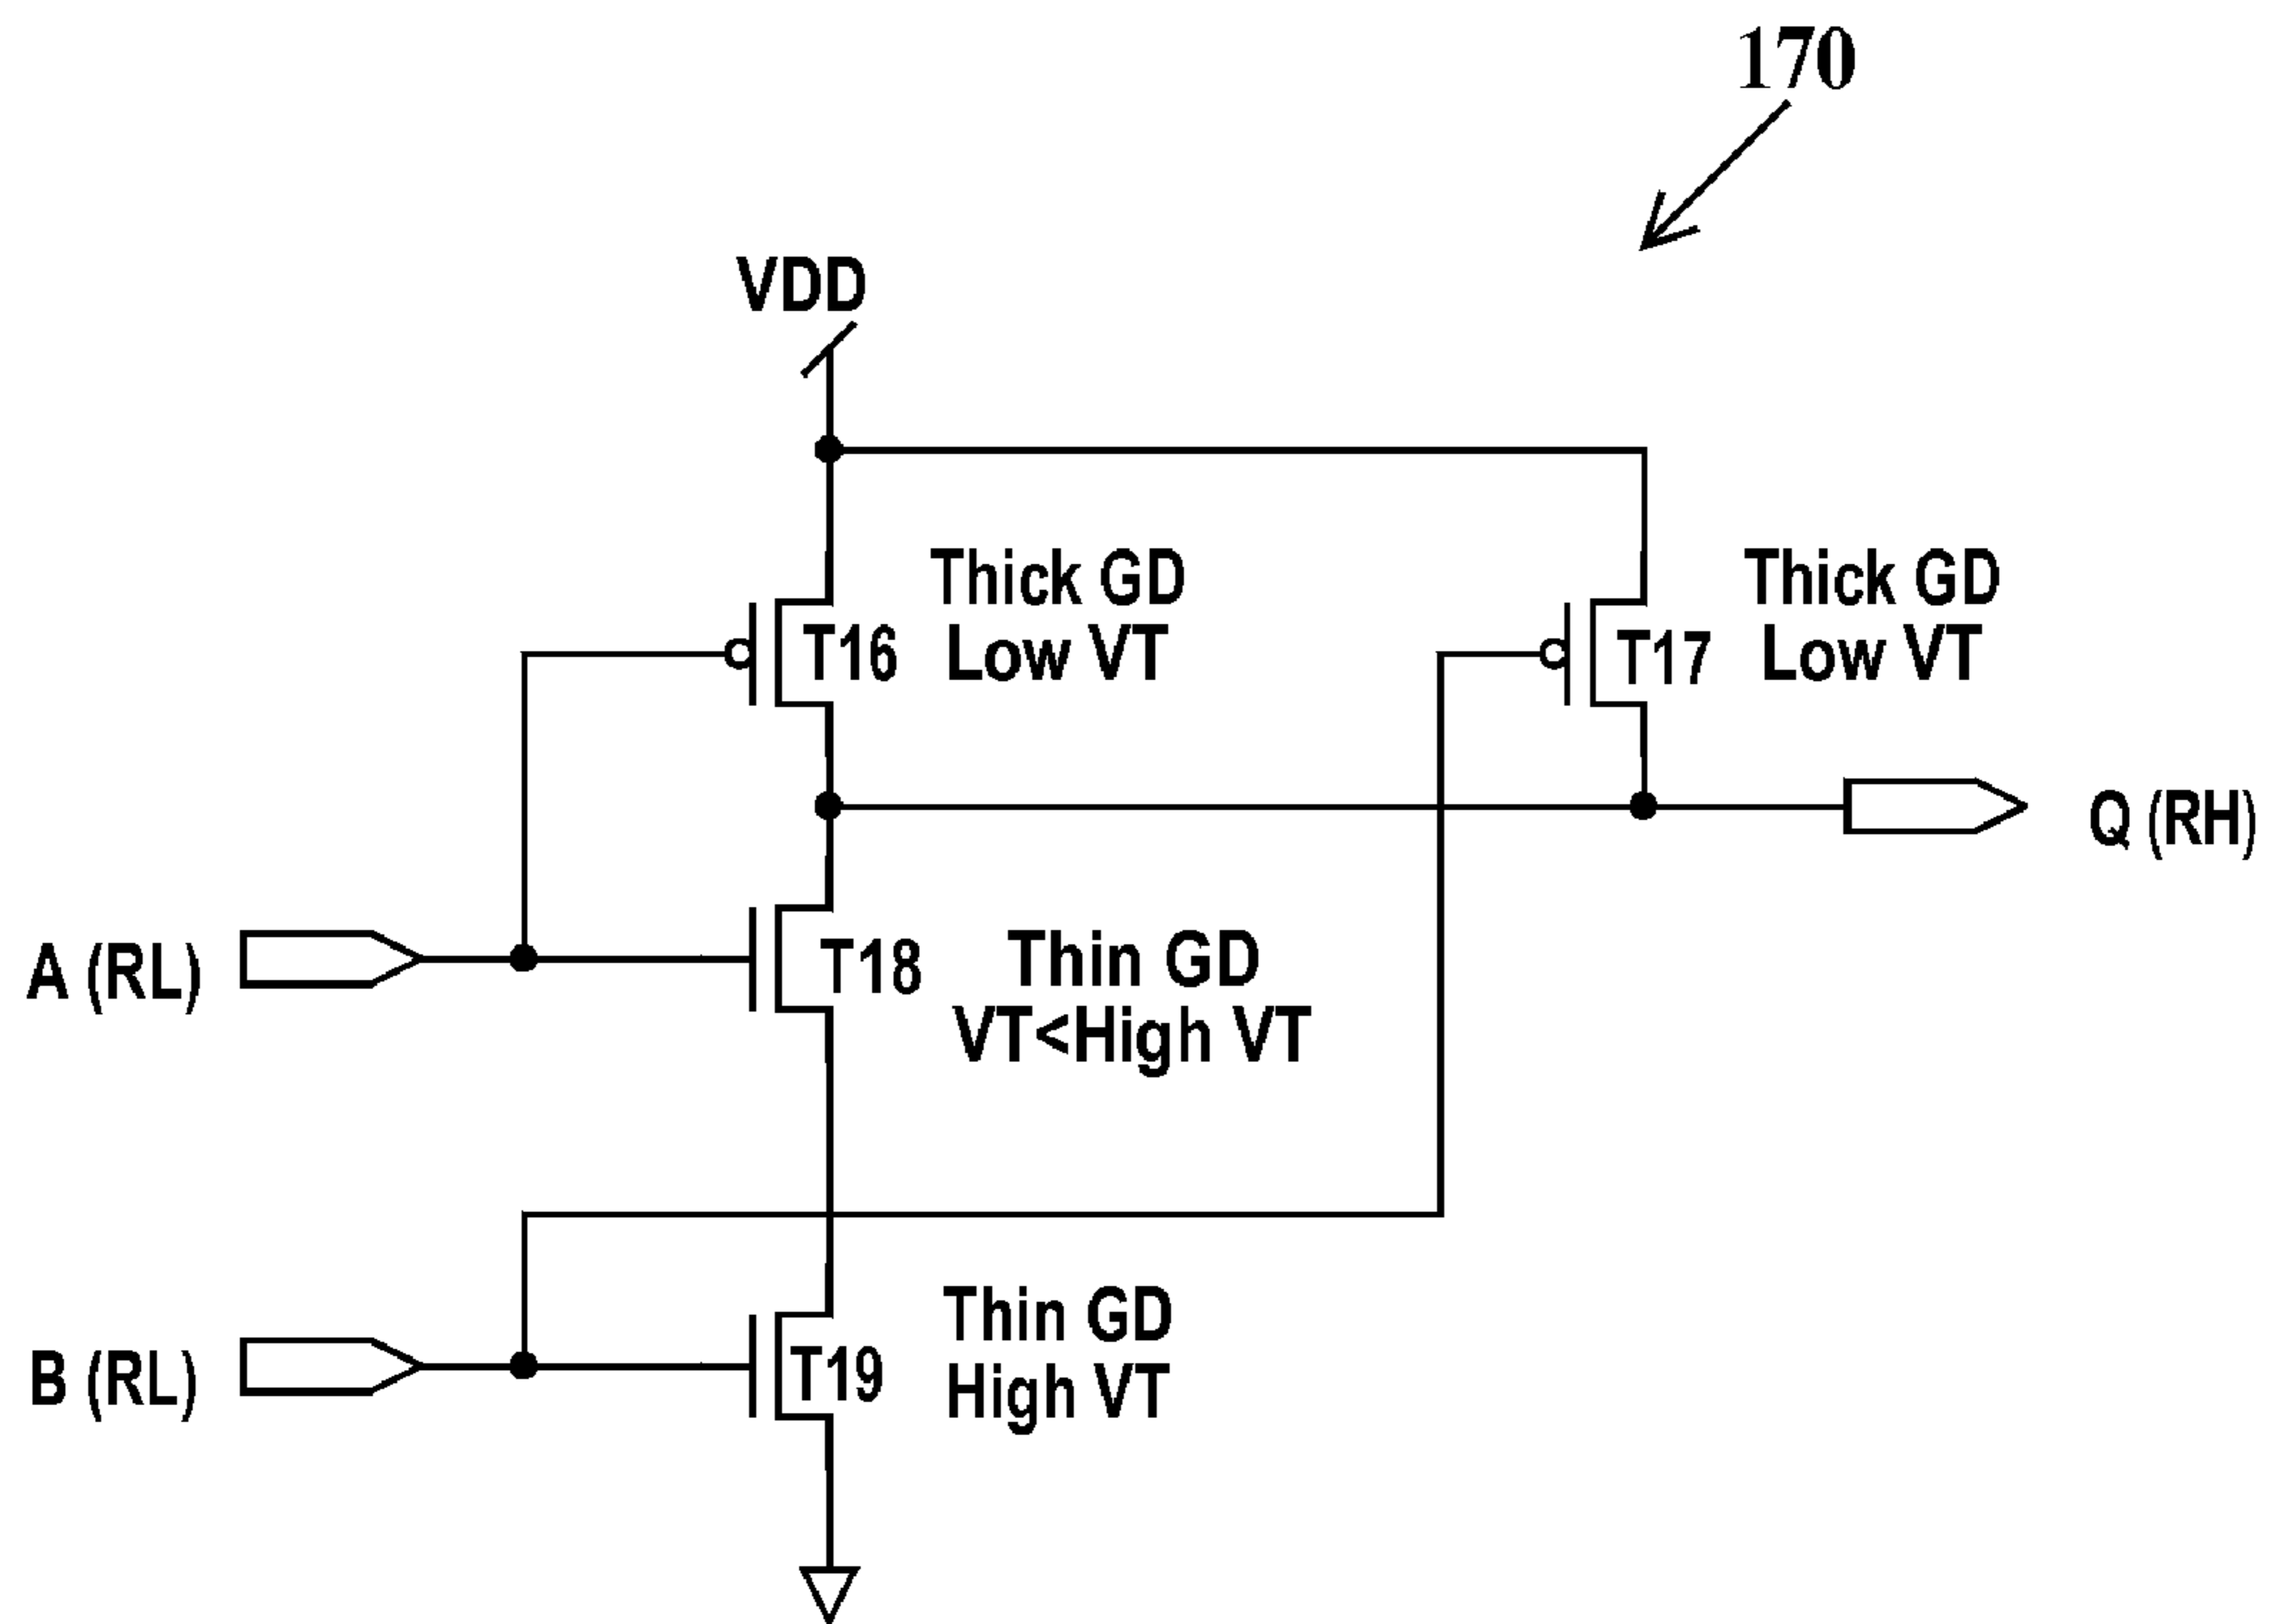 170
VDD
Thick GD
Low VT
T16
Thick GD
Low VT
T17
Q (RH)
A (RL)
T18
Thin GD
VT<High VT
B (RL)
T19
Thin GD
High VT